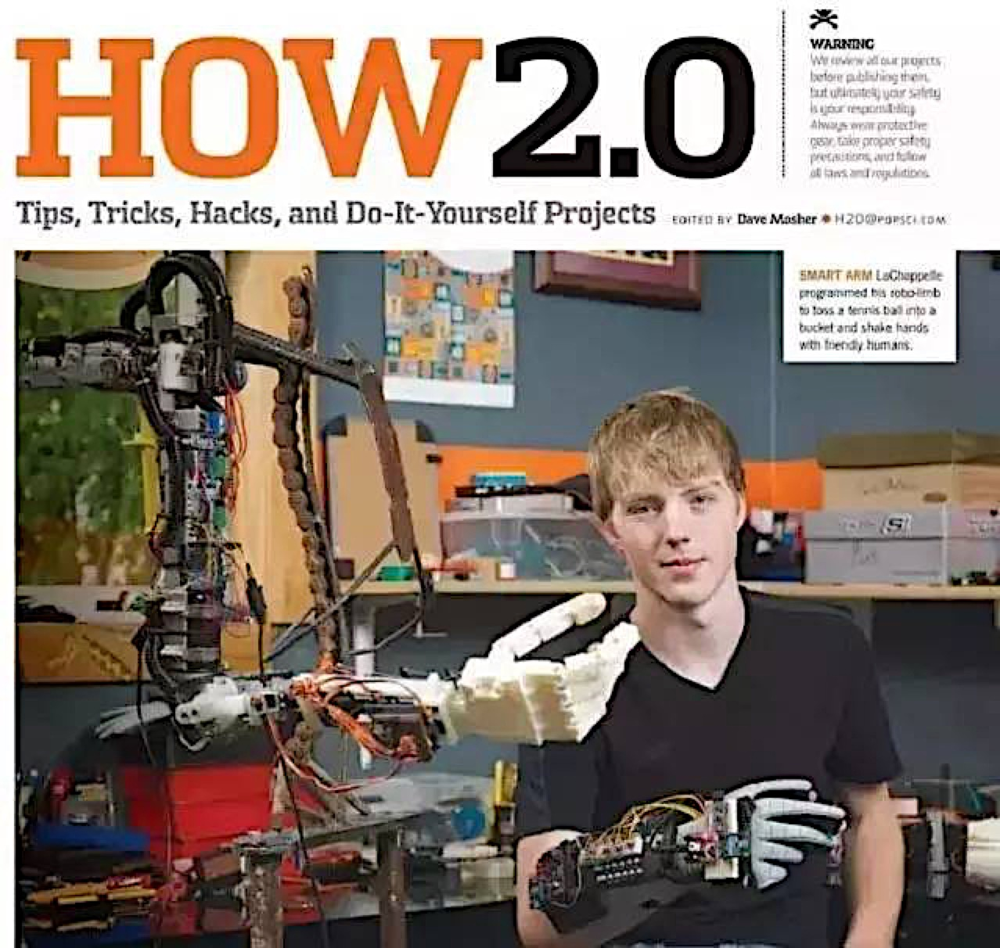 HOW 2.0
WARNING
We review all our projects
before publishing them,
but ultimately your safety
is your responsibility.
Always wear protective
gear, take proper safety
precautions, and follow
all laws and regulations.
Tips, Tricks, Hacks, and Do-It-Yourself Projects
EDITED BY Dave Mosher ● H20@POPSCI.COM
SMART ARM LaChappelle
programmed his robo-limb
to toss a tennis ball into a
bucket and shake hands
with friendly humans.